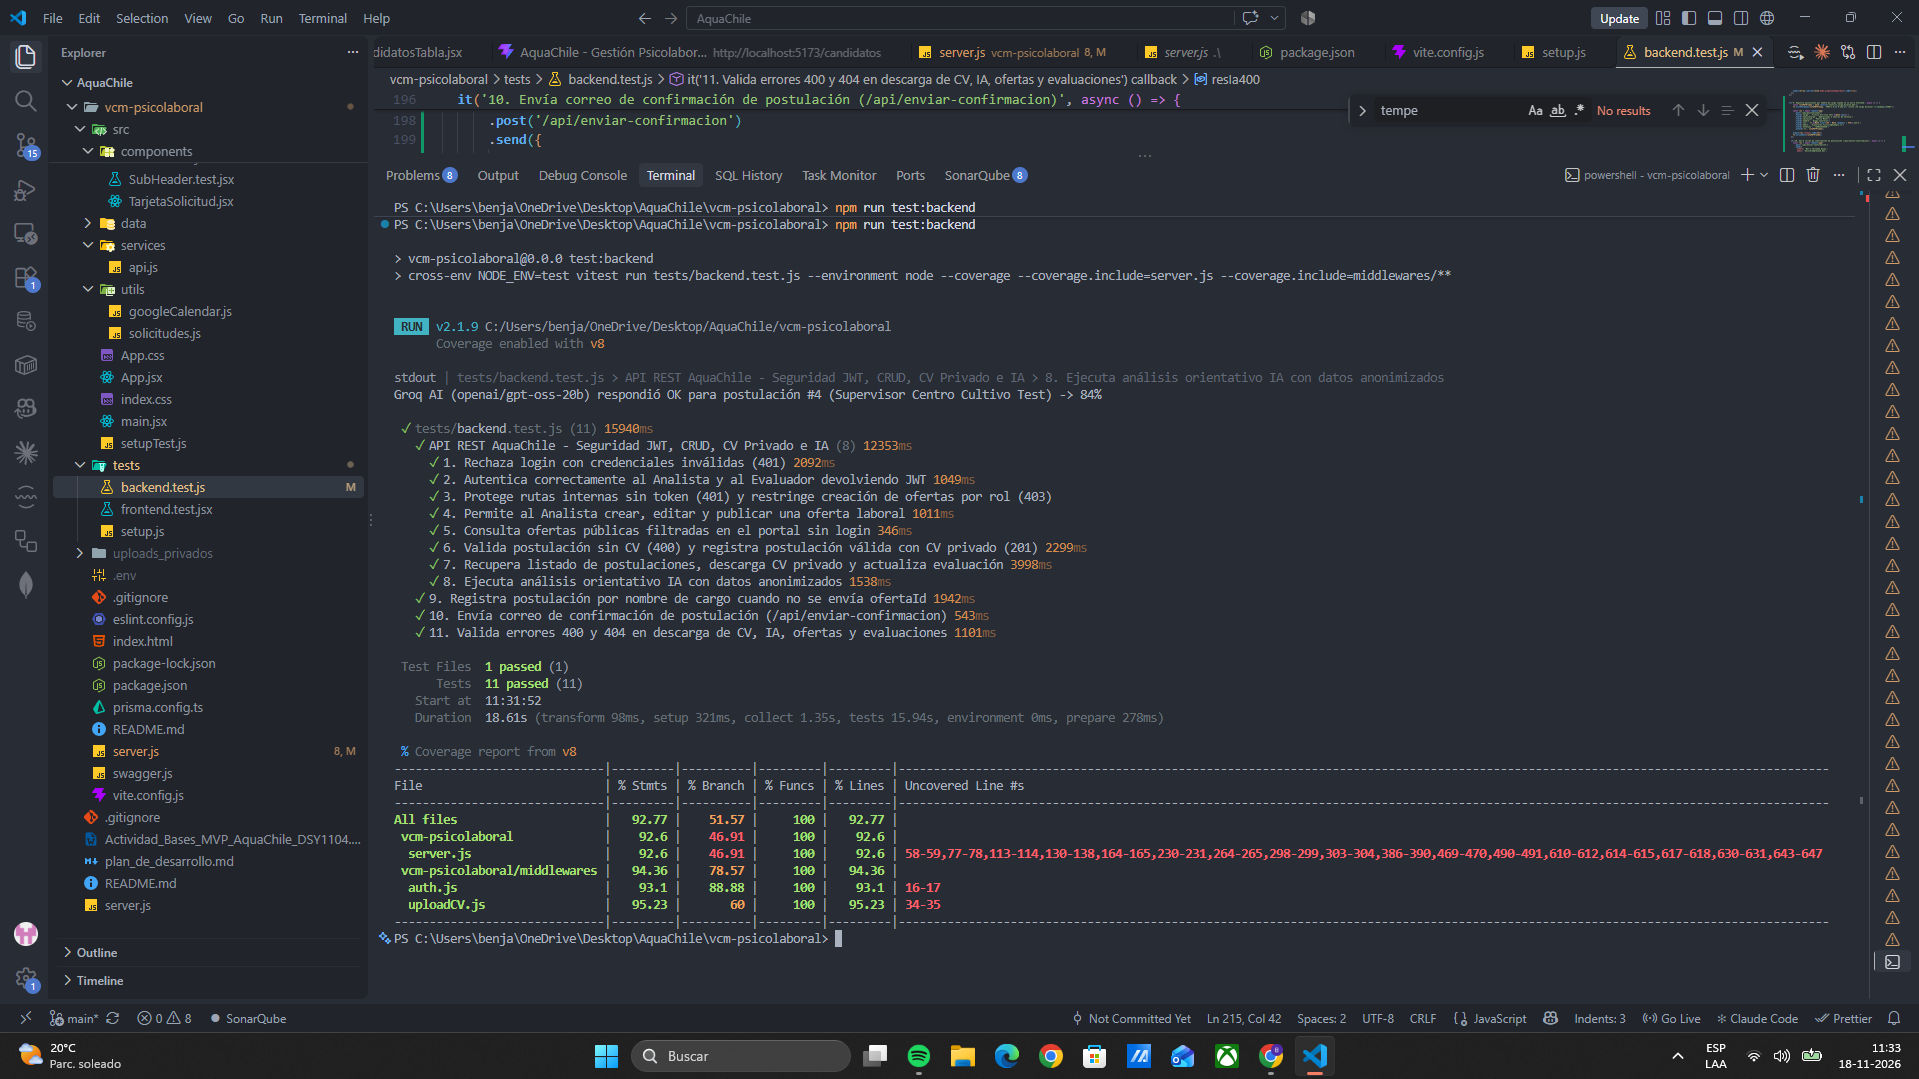 File Edit Selection View Go Run Terminal Help
AquaChile
Update
Explorer
AquaChile
vcm-psicolaboral
src
components
SubHeader.test.jsx
TarjetaSolicitud.jsx
data
services
api.js
utils
googleCalendar.js
solicitudes.js
App.css
App.jsx
index.css
main.jsx
setupTest.js
tests
backend.test.js M
frontend.test.jsx
setup.js
uploads_privados
.env
.gitignore
eslint.config.js
index.html
package-lock.json
package.json
prisma.config.ts
README.md
server.js 8, M
swagger.js
vite.config.js
.gitignore
Actividad_Bases_MVP_AquaChile_DSY1104....
plan_de_desarrollo.md
README.md
server.js
Outline
Timeline
15
1
1
didatosTabla.jsx AquaChile - Gestión Psicolabor... http://localhost:5173/candidatos server.js vcm-psicolaboral 8, M server.js .\ package.json vite.config.js setup.js backend.test.js M
vcm-psicolaboral > tests > backend.test.js > it('11. Valida errores 400 y 404 en descarga de CV, IA, ofertas y evaluaciones') callback > resIa400
196 it('10. Envía correo de confirmación de postulación (/api/enviar-confirmacion)', async () => {
198 .post('/api/enviar-confirmacion')
199 .send({
tempe Aa ab .* No results
Problems 8 Output Debug Console Terminal SQL History Task Monitor Ports SonarQube 8
powershell - vcm-psicolaboral
PS C:\Users\benja\OneDrive\Desktop\AquaChile\vcm-psicolaboral> npm run test:backend
PS C:\Users\benja\OneDrive\Desktop\AquaChile\vcm-psicolaboral> npm run test:backend
> vcm-psicolaboral@0.0.0 test:backend
> cross-env NODE_ENV=test vitest run tests/backend.test.js --environment node --coverage --coverage.include=server.js --coverage.include=middlewares/**
RUN v2.1.9 C:/Users/benja/OneDrive/Desktop/AquaChile/vcm-psicolaboral
Coverage enabled with v8
stdout | tests/backend.test.js > API REST AquaChile - Seguridad JWT, CRUD, CV Privado e IA > 8. Ejecuta análisis orientativo IA con datos anonimizados
Groq AI (openai/gpt-oss-20b) respondió OK para postulación #4 (Supervisor Centro Cultivo Test) -> 84%
✓ tests/backend.test.js (11) 15940ms
✓ API REST AquaChile - Seguridad JWT, CRUD, CV Privado e IA (8) 12353ms
✓ 1. Rechaza login con credenciales inválidas (401) 2092ms
✓ 2. Autentica correctamente al Analista y al Evaluador devolviendo JWT 1049ms
✓ 3. Protege rutas internas sin token (401) y restringe creación de ofertas por rol (403)
✓ 4. Permite al Analista crear, editar y publicar una oferta laboral 1011ms
✓ 5. Consulta ofertas públicas filtradas en el portal sin login 346ms
✓ 6. Valida postulación sin CV (400) y registra postulación válida con CV privado (201) 2299ms
✓ 7. Recupera listado de postulaciones, descarga CV privado y actualiza evaluación 3998ms
✓ 8. Ejecuta análisis orientativo IA con datos anonimizados 1538ms
✓ 9. Registra postulación por nombre de cargo cuando no se envía ofertaId 1942ms
✓ 10. Envía correo de confirmación de postulación (/api/enviar-confirmacion) 543ms
✓ 11. Valida errores 400 y 404 en descarga de CV, IA, ofertas y evaluaciones 1101ms
Test Files 1 passed (1)
Tests 11 passed (11)
Start at 11:31:52
Duration 18.61s (transform 98ms, setup 321ms, collect 1.35s, tests 15.94s, environment 0ms, prepare 278ms)
% Coverage report from v8
File | % Stmts | % Branch | % Funcs | % Lines | Uncovered Line #s
All files | 92.77 | 51.57 | 100 | 92.77 |
vcm-psicolaboral | 92.6 | 46.91 | 100 | 92.6 |
server.js | 92.6 | 46.91 | 100 | 92.6 | 58-59,77-78,113-114,130-138,164-165,230-231,264-265,298-299,303-304,386-390,469-470,490-491,610-612,614-615,617-618,630-631,643-647
vcm-psicolaboral/middlewares | 94.36 | 78.57 | 100 | 94.36 |
auth.js | 93.1 | 88.88 | 100 | 93.1 | 16-17
uploadCV.js | 95.23 | 60 | 100 | 95.23 | 34-35
PS C:\Users\benja\OneDrive\Desktop\AquaChile\vcm-psicolaboral>
main* 0 8 SonarQube Not Committed Yet Ln 215, Col 42 Spaces: 2 UTF-8 CRLF JavaScript Indents: 3 Go Live Claude Code Prettier
20°C
Parc. soleado
Buscar
ESP
LAA
11:33
18-11-2026